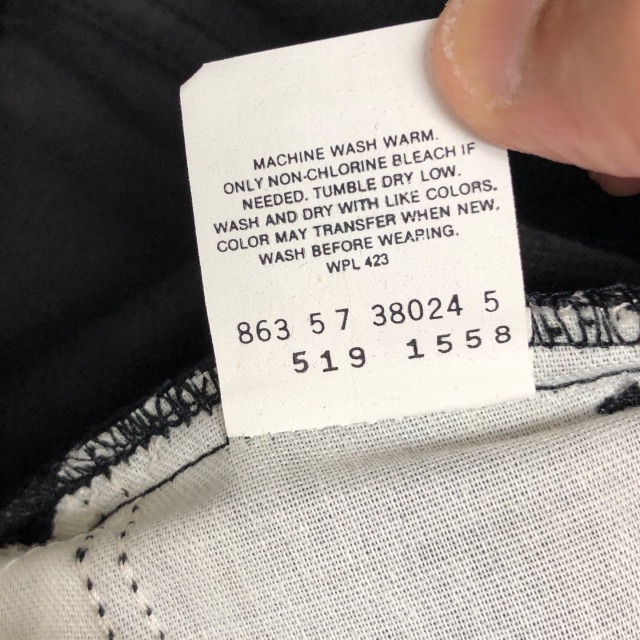 MACHINE WASH WARM.
ONLY NON-CHLORINE BLEACH IF
NEEDED. TUMBLE DRY LOW.
WASH AND DRY WITH LIKE COLORS.
COLOR MAY TRANSFER WHEN NEW.
WASH BEFORE WEARING.
WPL 423
863 57 38024 5
519 1558